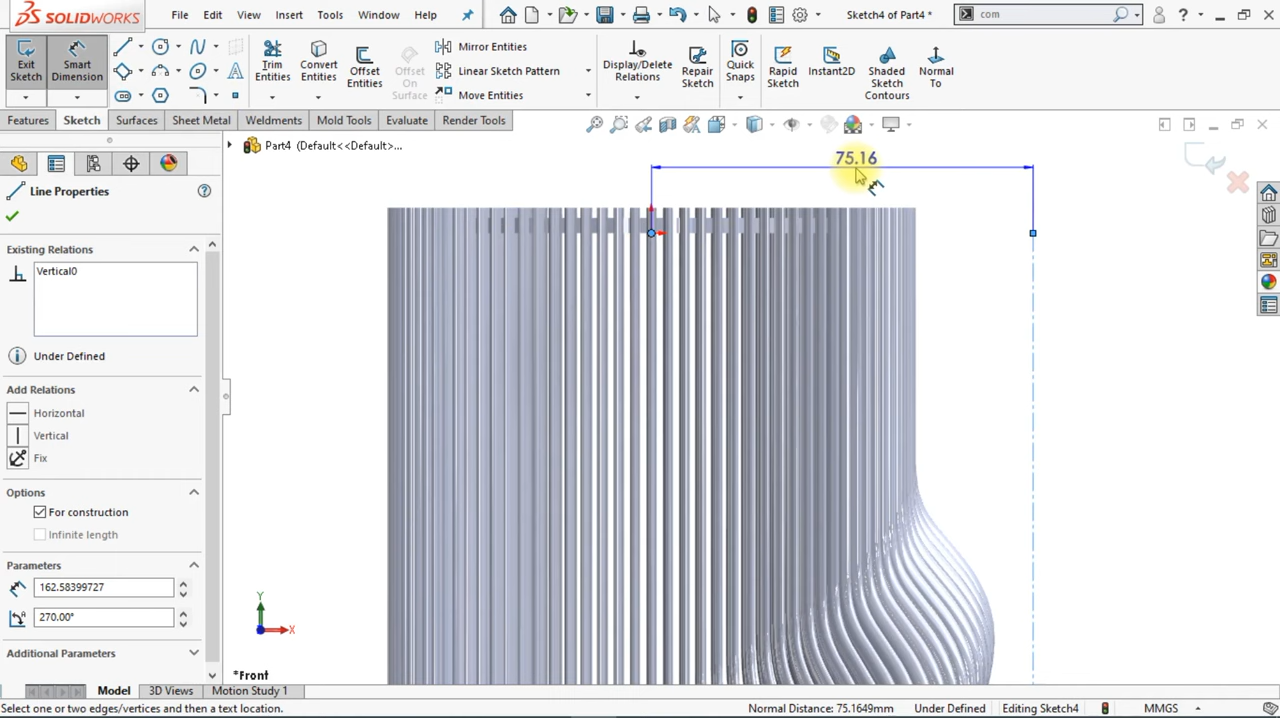 SOLIDWORKS
File
Edit
View
Insert
Tools
Window
Help
Sketch4 of Part4 *
com
Exit Sketch
Smart Dimension
Trim Entities
Convert Entities
Offset Entities
Offset On Surface
Mirror Entities
Linear Sketch Pattern
Move Entities
Display/Delete Relations
Repair Sketch
Quick Snaps
Rapid Sketch
Instant2D
Shaded Sketch Contours
Normal To
Features
Sketch
Surfaces
Sheet Metal
Weldments
Mold Tools
Evaluate
Render Tools
Part4 (Default<<Default>...
Line Properties
Existing Relations
Vertical0
Under Defined
Add Relations
Horizontal
Vertical
Fix
Options
For construction
Infinite length
Parameters
162.58399727
270.00°
Additional Parameters
75.16
Y
X
*Front
Model
3D Views
Motion Study 1
Select one or two edges/vertices and then a text location.
Normal Distance: 75.1649mm
Under Defined
Editing Sketch4
MMGS